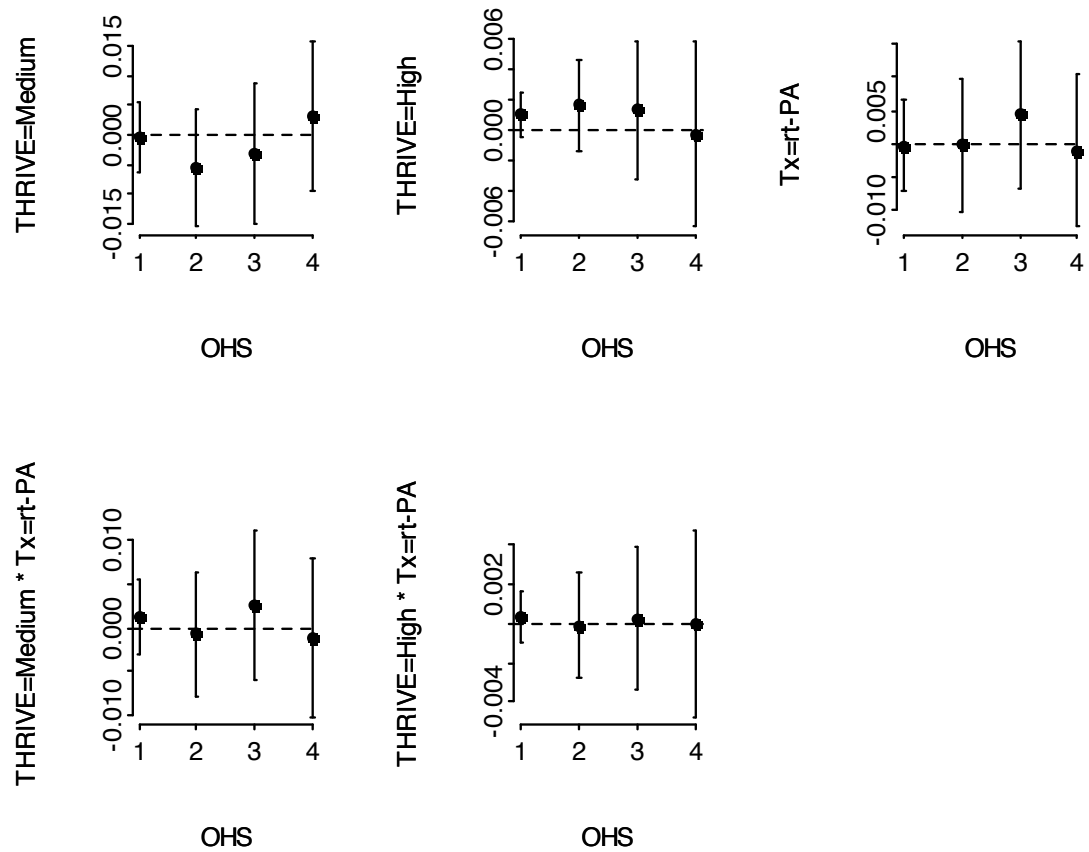 THRIVE=Medium
0.015
0.000
-0.015
1 2 3 4
OHS
THRIVE=High
0.006
0.000
-0.006
1 2 3 4
OHS
Tx=rt-PA
0.005
-0.010
1 2 3 4
OHS
THRIVE=Medium * Tx=rt-PA
0.010
0.000
-0.010
1 2 3 4
OHS
THRIVE=High * Tx=rt-PA
0.002
-0.004
1 2 3 4
OHS